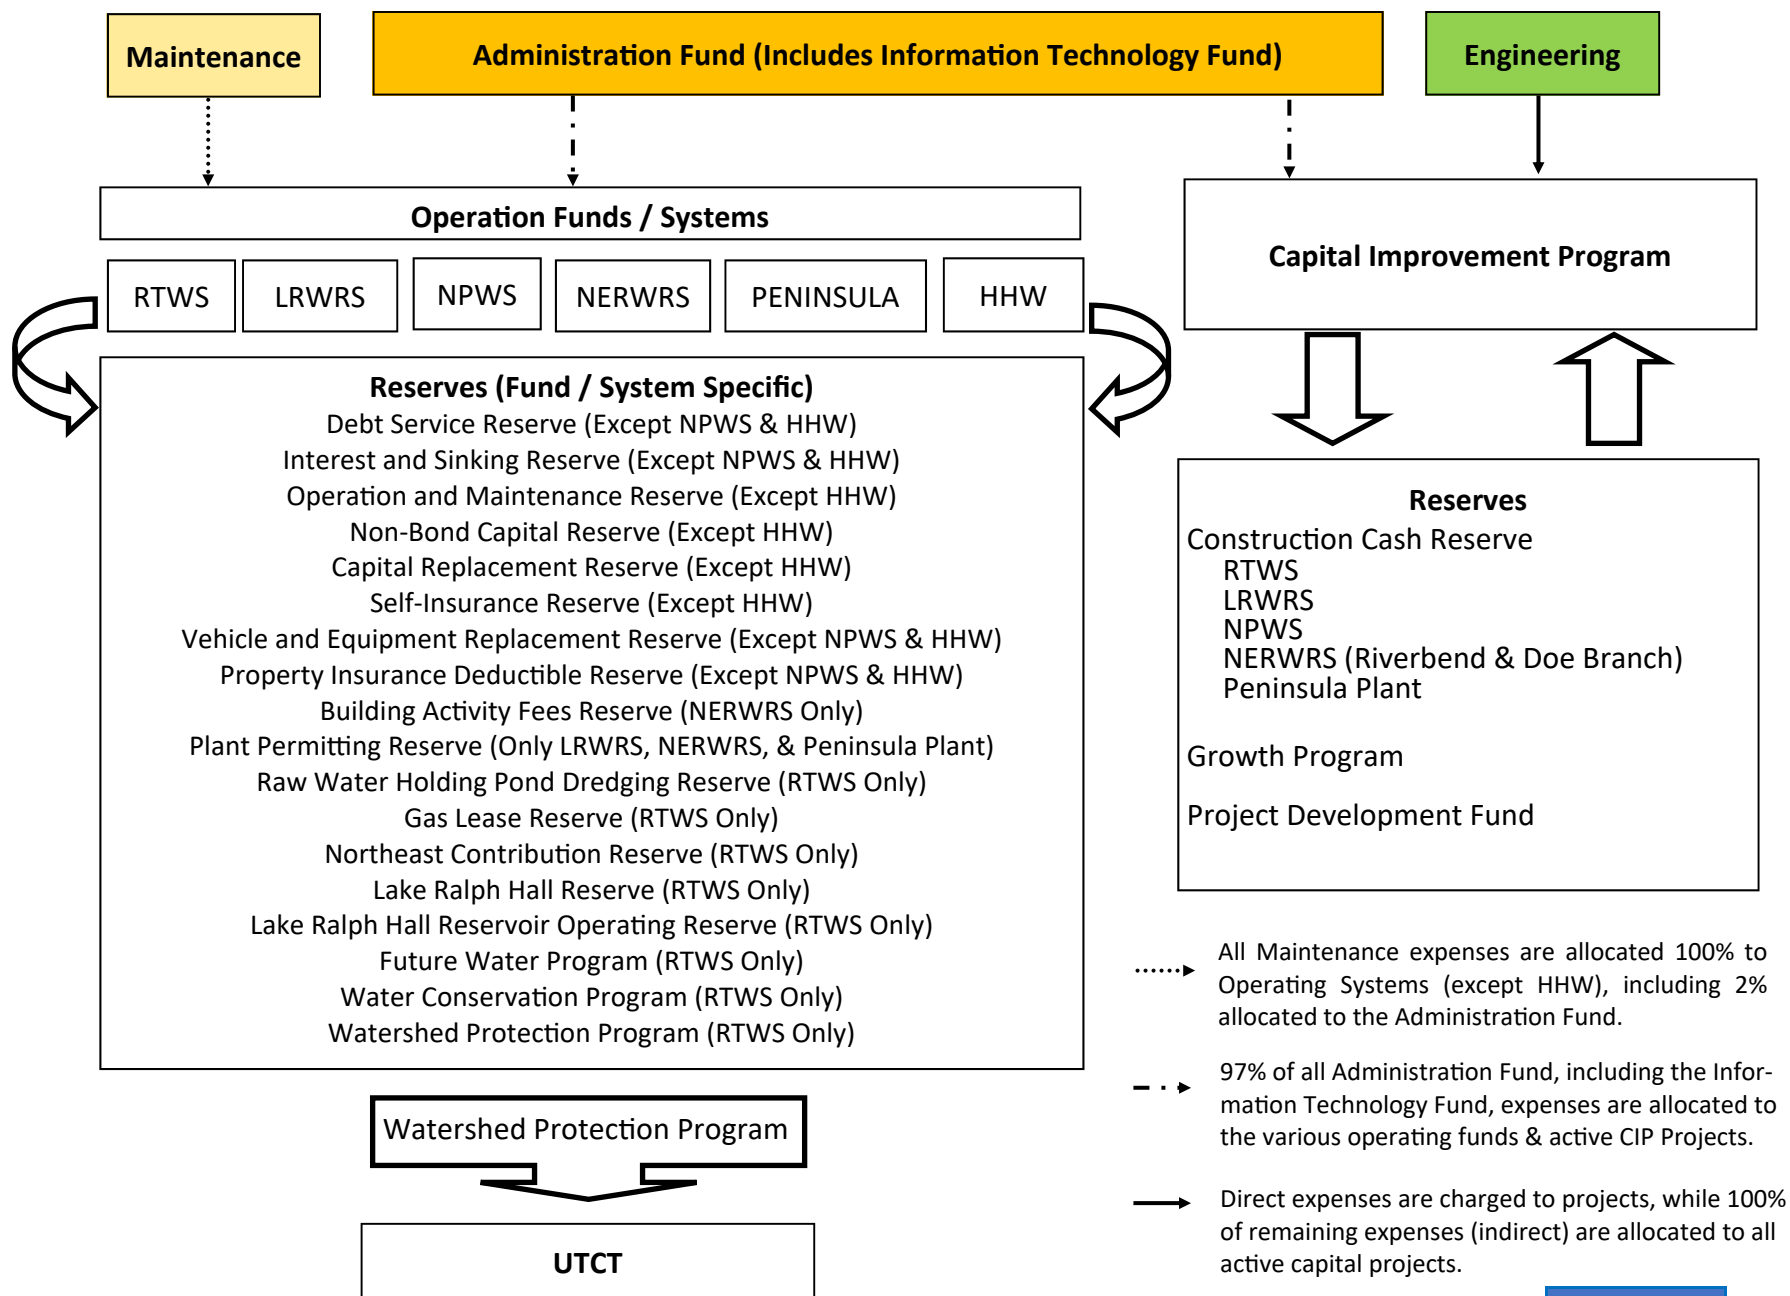 Maintenance
Administration Fund (Includes Information Technology Fund)
Engineering
Operation Funds / Systems
Capital Improvement Program
RTWS
LRWRS
NPWS
NERWRS
PENINSULA
HHW
Reserves (Fund / System Specific)
Debt Service Reserve (Except NPWS & HHW)
Interest and Sinking Reserve (Except NPWS & HHW)
Operation and Maintenance Reserve (Except HHW)
Non-Bond Capital Reserve (Except HHW)
Capital Replacement Reserve (Except HHW)
Self-Insurance Reserve (Except HHW)
Vehicle and Equipment Replacement Reserve (Except NPWS & HHW)
Property Insurance Deductible Reserve (Except NPWS & HHW)
Building Activity Fees Reserve (NERWRS Only)
Plant Permitting Reserve (Only LRWRS, NERWRS, & Peninsula Plant)
Raw Water Holding Pond Dredging Reserve (RTWS Only)
Gas Lease Reserve (RTWS Only)
Northeast Contribution Reserve (RTWS Only)
Lake Ralph Hall Reserve (RTWS Only)
Lake Ralph Hall Reservoir Operating Reserve (RTWS Only)
Future Water Program (RTWS Only)
Water Conservation Program (RTWS Only)
Watershed Protection Program (RTWS Only)
Reserves
Construction Cash Reserve
RTWS
LRWRS
NPWS
NERWRS (Riverbend & Doe Branch)
Peninsula Plant
Growth Program
Project Development Fund
All Maintenance expenses are allocated 100% to
Operating Systems (except HHW), including 2%
allocated to the Administration Fund.
97% of all Administration Fund, including the Infor-
mation Technology Fund, expenses are allocated to
the various operating funds & active CIP Projects.
Direct expenses are charged to projects, while 100%
of remaining expenses (indirect) are allocated to all
active capital projects.
Watershed Protection Program
UTCT